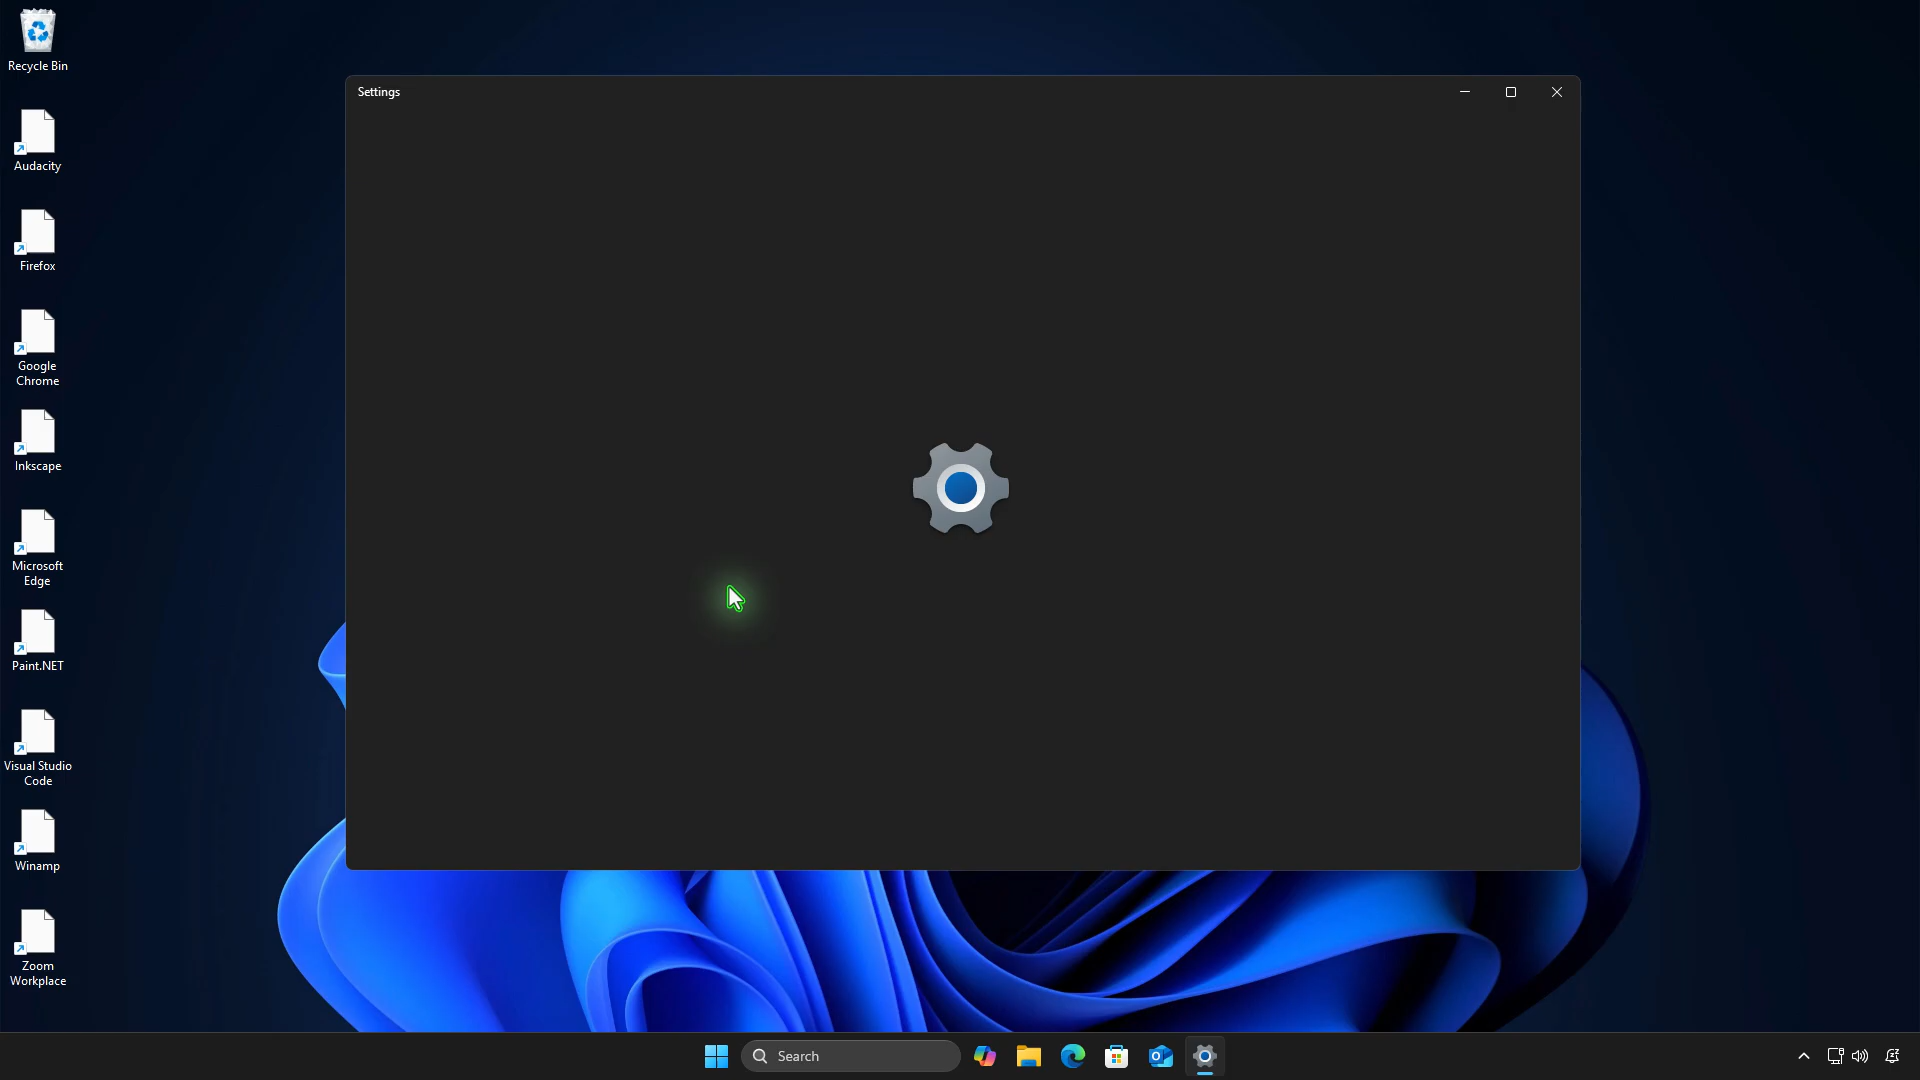 Recycle Bin
Audacity
Firefox
Google
Chrome
Inkscape
Microsoft
Edge
Paint.NET
Visual Studio
Code
Winamp
Zoom
Workplace
Settings
Search